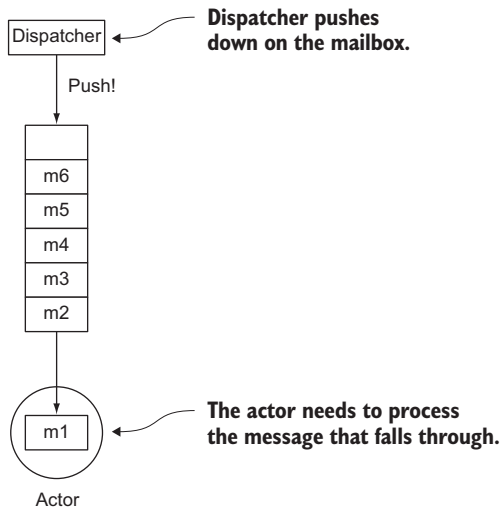 Dispatcher
Dispatcher pushes
down on the mailbox.
Push!
m6
m5
m4
m3
m2
m1
The actor needs to process
the message that falls through.
Actor